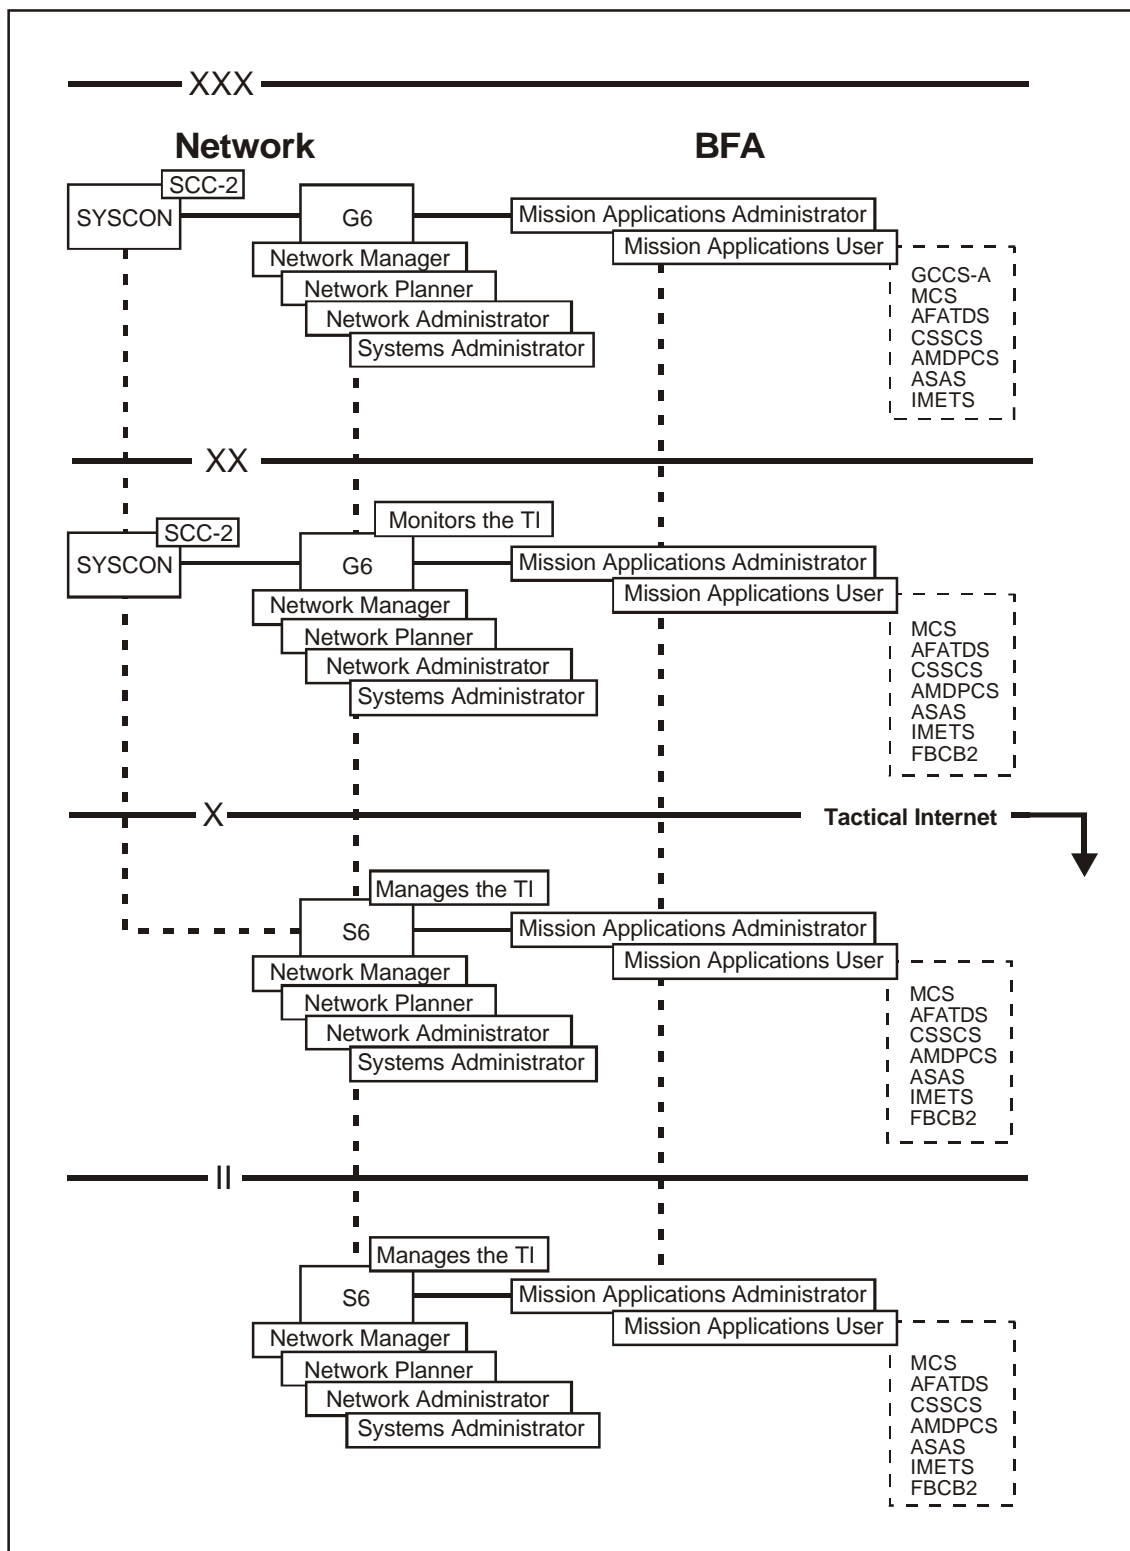 XXX
Network
BFA
SCC-2
SYSCON
G6
Mission Applications Administrator
Mission Applications User
Network Manager
Network Planner
Network Administrator
Systems Administrator
GCCS-A
MCS
AFATDS
CSSCS
AMDPCS
ASAS
IMETS
XX
Monitors the TI
SCC-2
SYSCON
G6
Mission Applications Administrator
Mission Applications User
Network Manager
Network Planner
Network Administrator
Systems Administrator
MCS
AFATDS
CSSCS
AMDPCS
ASAS
IMETS
FBCB2
X
Tactical Internet
Manages the TI
S6
Mission Applications Administrator
Mission Applications User
Network Manager
Network Planner
Network Administrator
Systems Administrator
MCS
AFATDS
CSSCS
AMDPCS
ASAS
IMETS
FBCB2
II
Manages the TI
S6
Mission Applications Administrator
Mission Applications User
Network Manager
Network Planner
Network Administrator
Systems Administrator
MCS
AFATDS
CSSCS
AMDPCS
ASAS
IMETS
FBCB2